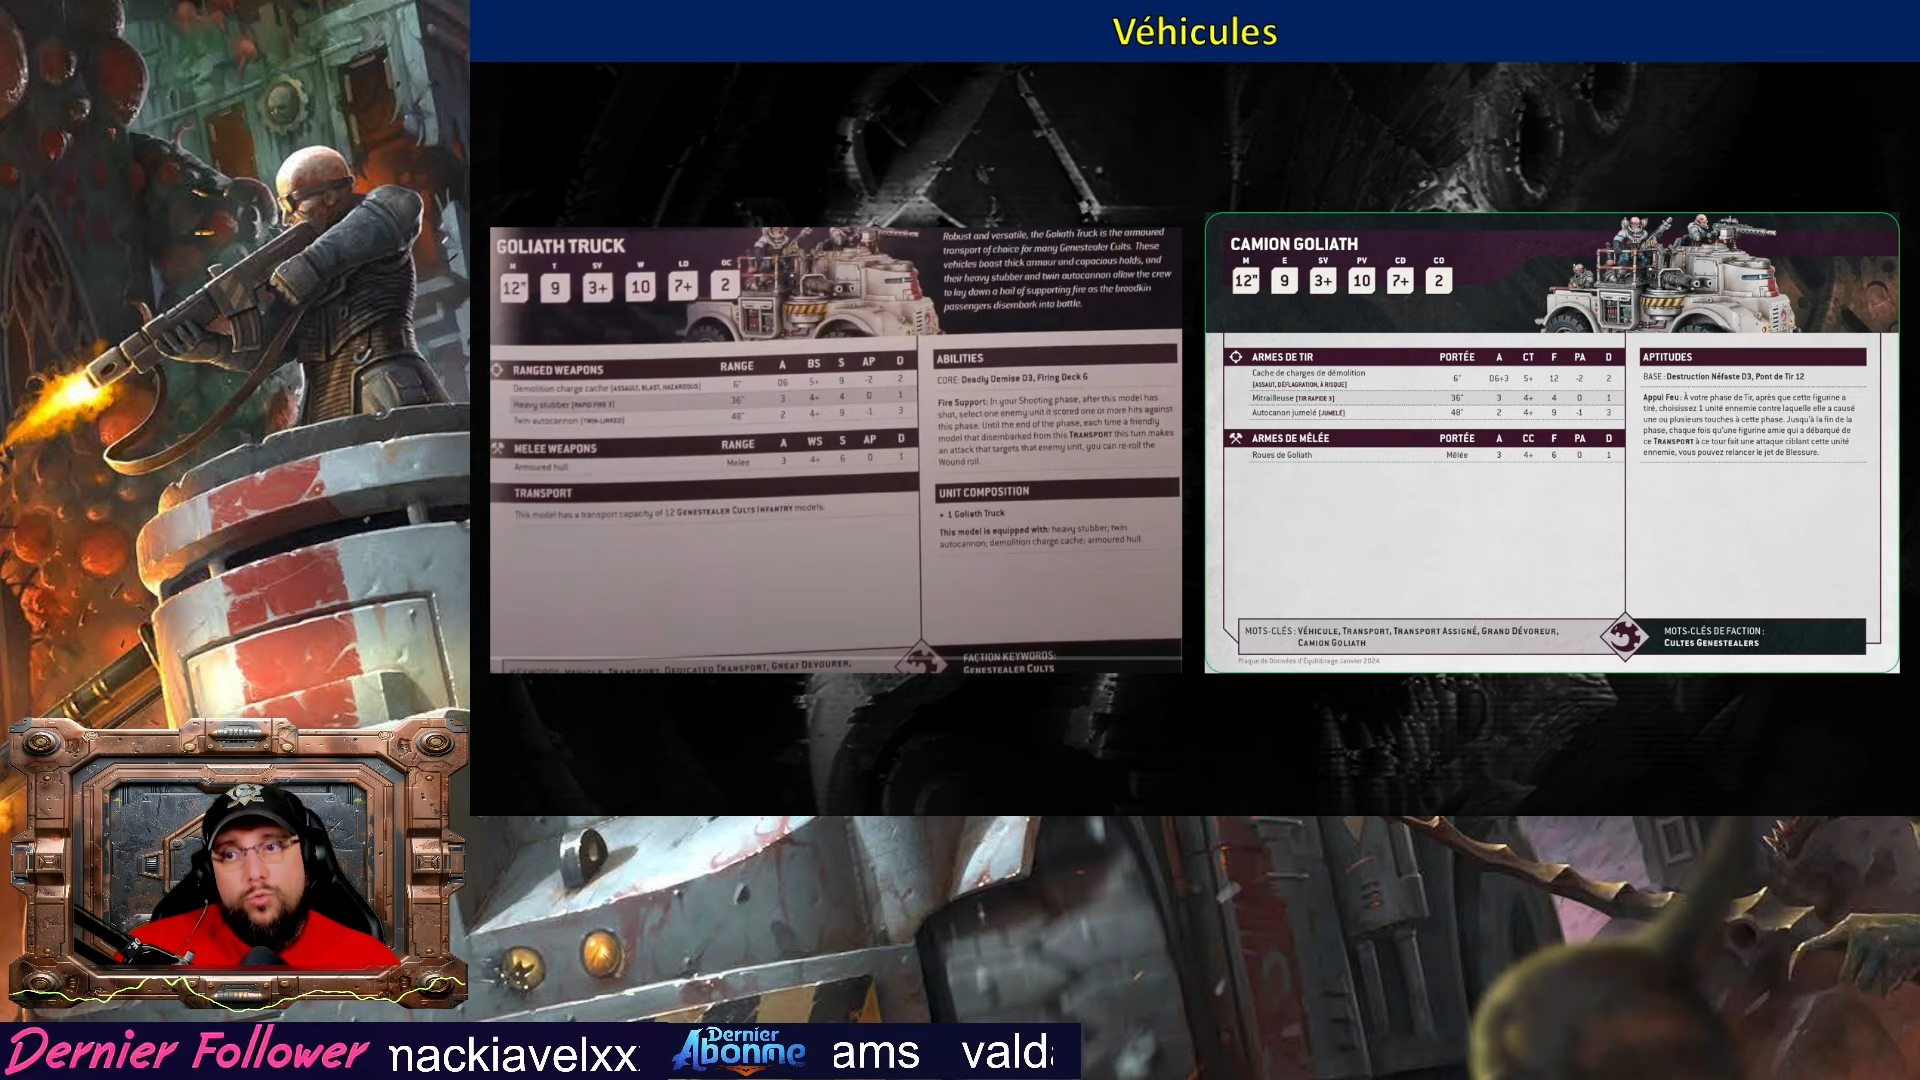 Véhicules
GOLIATH TRUCK
M T SV W LD OC
12" 9 3+ 10 7+ 2
Robust and versatile, the Goliath Truck is the armoured
transport of choice for many Genestealer Cults. These
vehicles boast thick armour and capacious holds, and
their heavy stubber and twin autocannon allow the crew
to lay down a hail of supporting fire as the broodkin
passengers disembark into battle.
RANGED WEAPONS RANGE A BS S AP D
Demolition charge cache [ASSAULT, BLAST, HAZARDOUS] 6" D6 5+ 9 -2 2
Heavy stubber [RAPID FIRE 3] 36" 3 4+ 4 0 1
Twin autocannon [TWIN-LINKED] 48" 2 4+ 9 -1 3
MELEE WEAPONS RANGE A WS S AP D
Armoured hull Melee 3 4+ 6 0 1
TRANSPORT
This model has a transport capacity of 12 GENESTEALER CULTS INFANTRY models.
ABILITIES
CORE: Deadly Demise D3, Firing Deck 6
Fire Support: In your Shooting phase, after this model has
shot, select one enemy unit it scored one or more hits against
this phase. Until the end of the phase, each time a friendly
model that disembarked from this TRANSPORT this turn makes
an attack that targets that enemy unit, you can re-roll the
Wound roll.
UNIT COMPOSITION
• 1 Goliath Truck
This model is equipped with: heavy stubber; twin
autocannon; demolition charge cache; armoured hull
KEYWORDS: VEHICLE, TRANSPORT, DEDICATED TRANSPORT, GREAT DEVOURER,
FACTION KEYWORDS:
GENESTEALER CULTS
CAMION GOLIATH
M E SV PV CD CO
12" 9 3+ 10 7+ 2
ARMES DE TIR PORTÉE A CT F PA D
Cache de charges de démolition
[ASSAUT, DÉFLAGRATION, À RISQUE] 6" D6+3 5+ 12 -2 2
Mitrailleuse [TIR RAPIDE 3] 36" 3 4+ 4 0 1
Autocanon jumelé [JUMELÉ] 48" 2 4+ 9 -1 3
ARMES DE MÊLÉE PORTÉE A CC F PA D
Roues de Goliath Mêlée 3 4+ 6 0 1
APTITUDES
BASE : Destruction Néfaste D3, Pont de Tir 12
Appui Feu : À votre phase de Tir, après que cette figurine a
tiré, choisissez 1 unité ennemie contre laquelle elle a causé
une ou plusieurs touches à cette phase. Jusqu'à la fin de la
phase, chaque fois qu'une figurine amie qui a débarqué de
ce TRANSPORT à ce tour fait une attaque ciblant cette unité
ennemie, vous pouvez relancer le jet de Blessure.
MOTS-CLÉS : VÉHICULE, TRANSPORT, TRANSPORT ASSIGNÉ, GRAND DÉVOREUR,
CAMION GOLIATH
MOTS-CLÉS DE FACTION :
CULTES GENESTEALERS
Plaque de Données d'Équilibrage Janvier 2024
Dernier Follower mackiavelxx Dernier Abonné ams vald